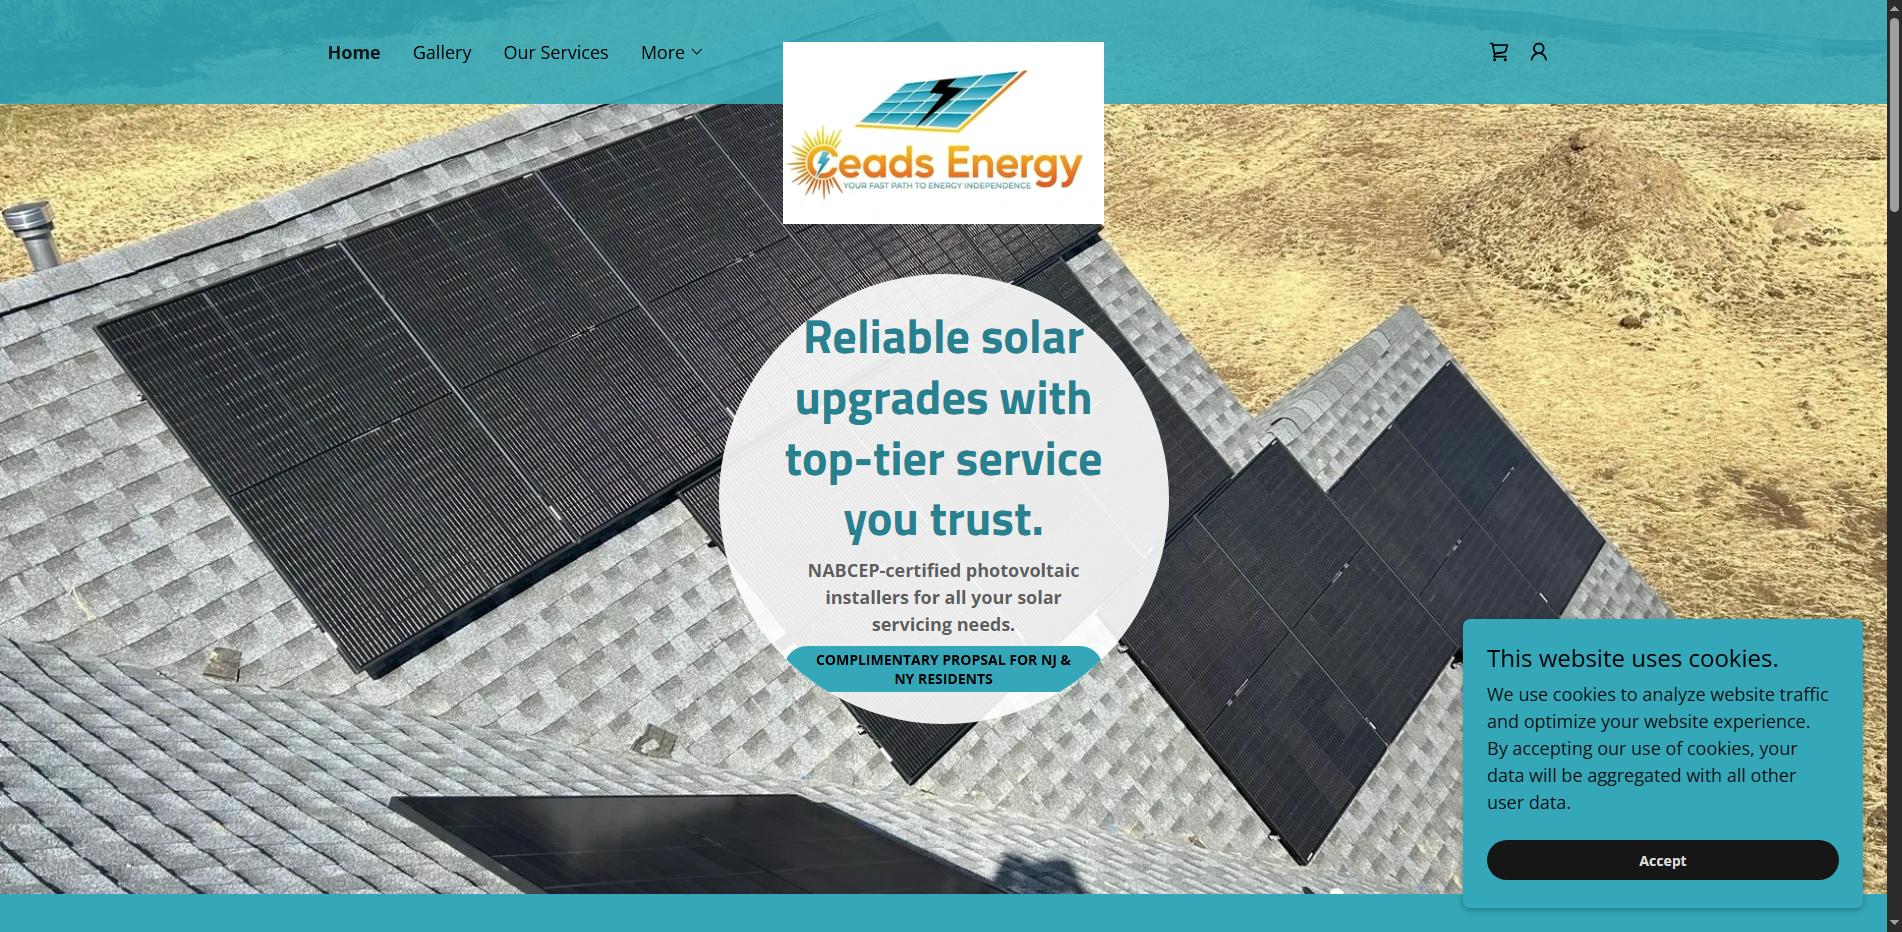 Home Gallery Our Services More
Ceads Energy
YOUR FAST PATH TO ENERGY INDEPENDENCE
Reliable solar
upgrades with
top-tier service
you trust.
NABCEP-certified photovoltaic
installers for all your solar
servicing needs.
COMPLIMENTARY PROPSAL FOR NJ &
NY RESIDENTS
This website uses cookies.
We use cookies to analyze website traffic
and optimize your website experience.
By accepting our use of cookies, your
data will be aggregated with all other
user data.
Accept